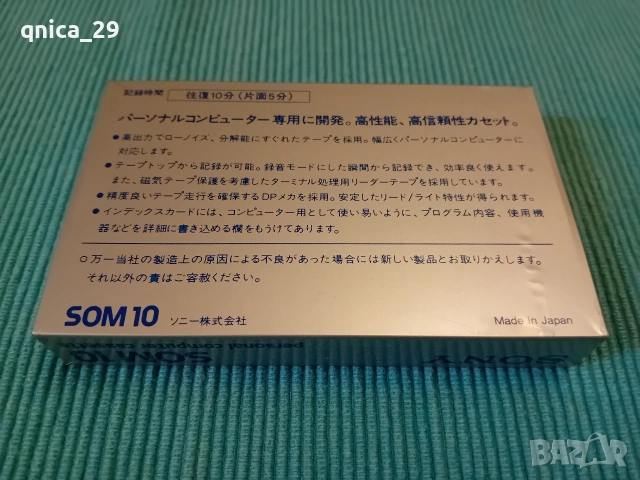 qnica_29
記録時間 往復10分(片面5分)
パーソナルコンピューター専用に開発。高性能、高信頼性カセット。
●高出力でローノイズ、分解能にすぐれたテープを採用。幅広くパーソナルコンピューターに
対応します。
●テープトップから記録が可能。録音モードにした瞬間から記録でき、効率良く使えます。
また、磁気テープ保護を考慮したターミナル処理用リーダーテープを採用しています。
●精度良いテープ走行を確保するDPメカを採用。安定したリード/ライト特性が得られます。
●インデックスカードには、コンピューター用として使い易いように、プログラム内容、使用機
器などを詳細に書き込める欄をもうけてあります。
○万一当社の製造上の原因による不良があった場合には新しい製品とお取りかえします。
それ以外の責はご容赦ください。
SOM10 ソニー株式会社 Made in Japan
SONY
SOM10
personal computer cassette
BAZAR